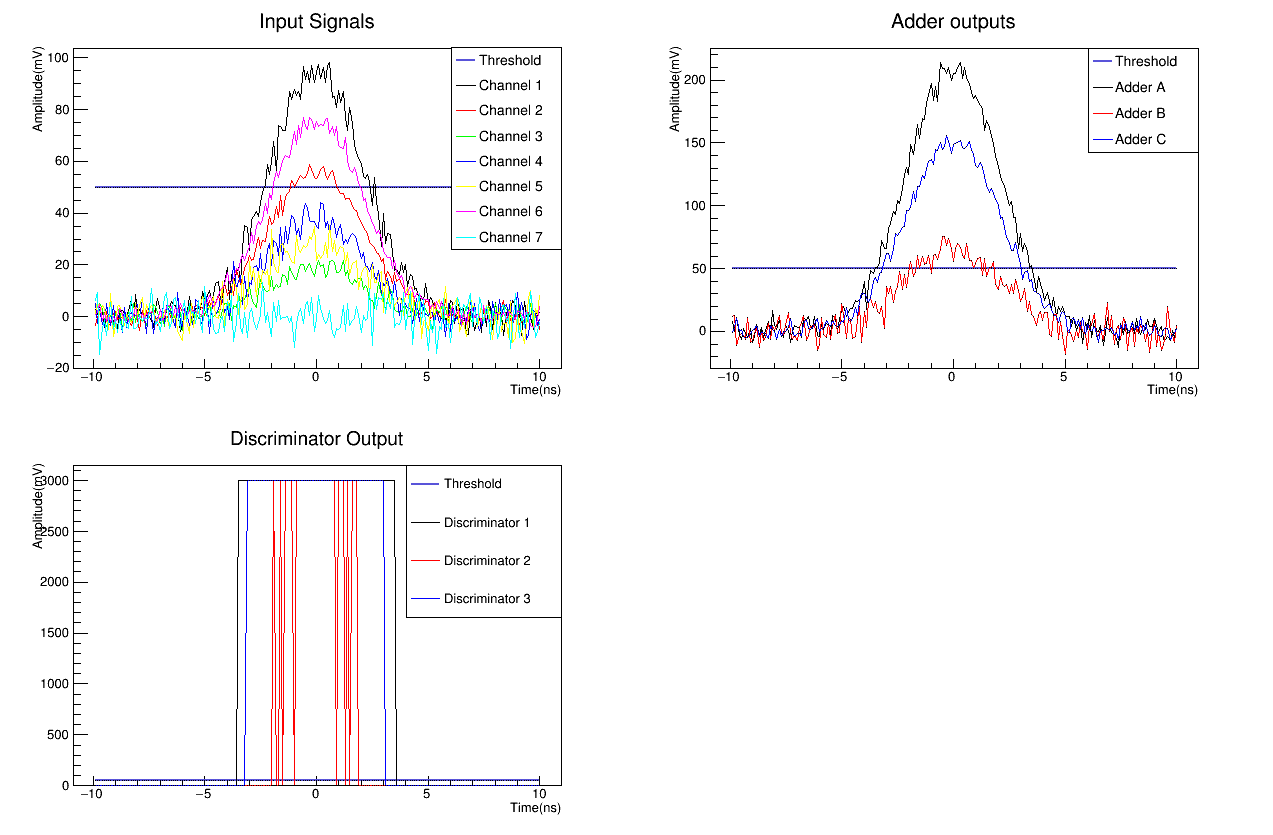 Input Signals
Amplitude(mV)
100
80
60
40
20
0
−20
−10
−5
0
5
10
Time(ns)
Threshold
Channel 1
Channel 2
Channel 3
Channel 4
Channel 5
Channel 6
Channel 7
Adder outputs
Amplitude(mV)
200
150
100
50
0
−10
−5
0
5
10
Time(ns)
Threshold
Adder A
Adder B
Adder C
Discriminator Output
Amplitude(mV)
3000
2500
2000
1500
1000
500
0
−10
−5
0
5
10
Time(ns)
Threshold
Discriminator 1
Discriminator 2
Discriminator 3